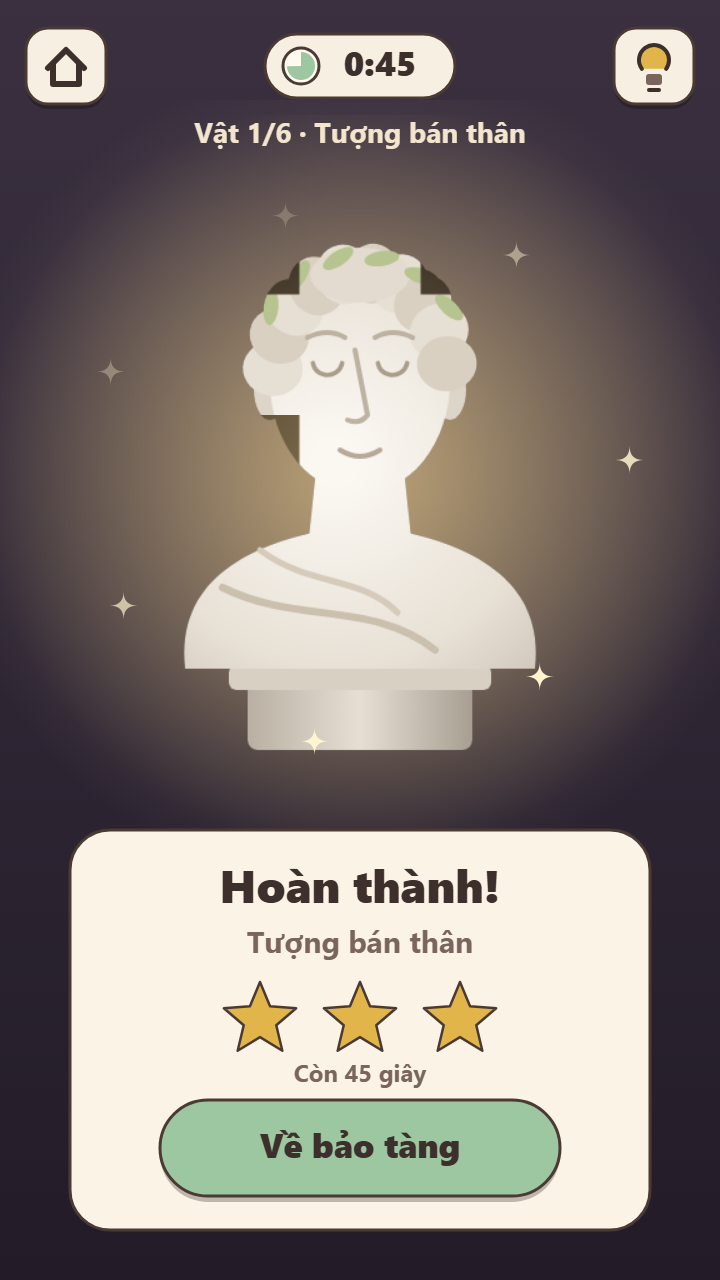 0:45
Vật 1/6 · Tượng bán thân
Hoàn thành!
Tượng bán thân
Còn 45 giây
Về bảo tàng